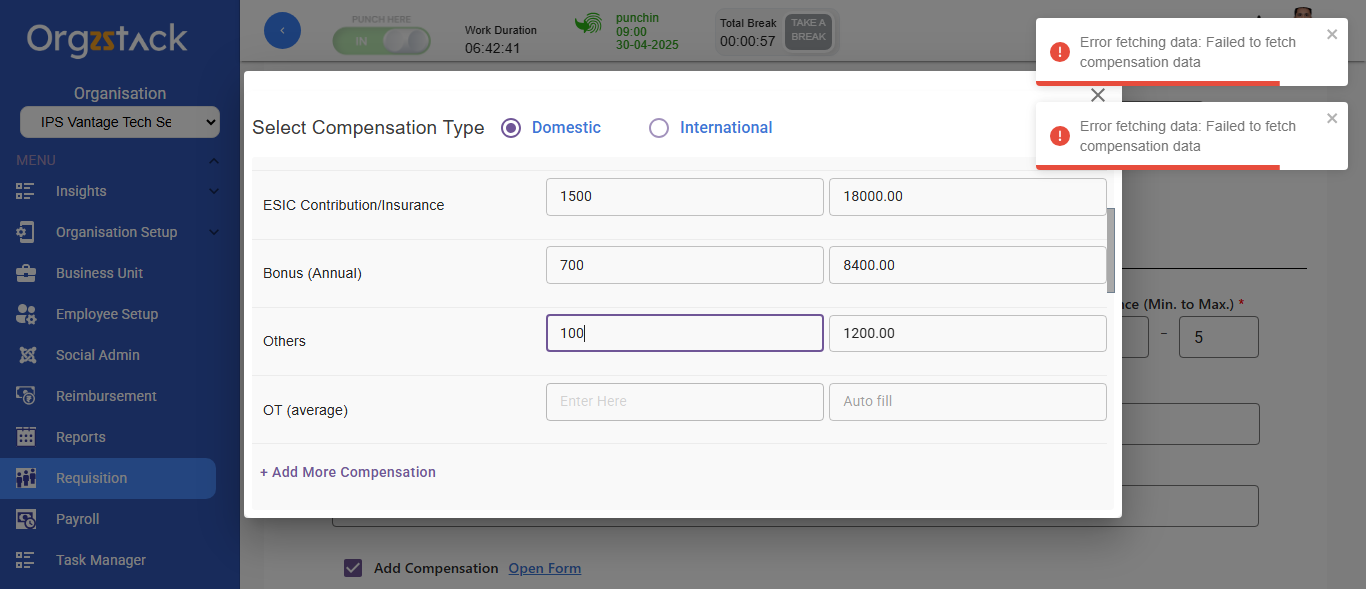 Orgzstack
Organisation
IPS Vantage Tech Se
MENU
Insights
Organisation Setup
Business Unit
Employee Setup
Social Admin
Reimbursement
Reports
Requisition
Payroll
Task Manager
PUNCH HERE
IN
Work Duration
06:42:41
punchin
09:00
30-04-2025
Total Break
00:00:57
TAKE A
BREAK
Error fetching data: Failed to fetch
compensation data
Error fetching data: Failed to fetch
compensation data
Select Compensation Type Domestic International
ESIC Contribution/Insurance 1500 18000.00
Bonus (Annual) 700 8400.00
Others 100 1200.00
OT (average) Enter Here Auto fill
+ Add More Compensation
(Min. to Max.) *
- 5
Add Compensation Open Form